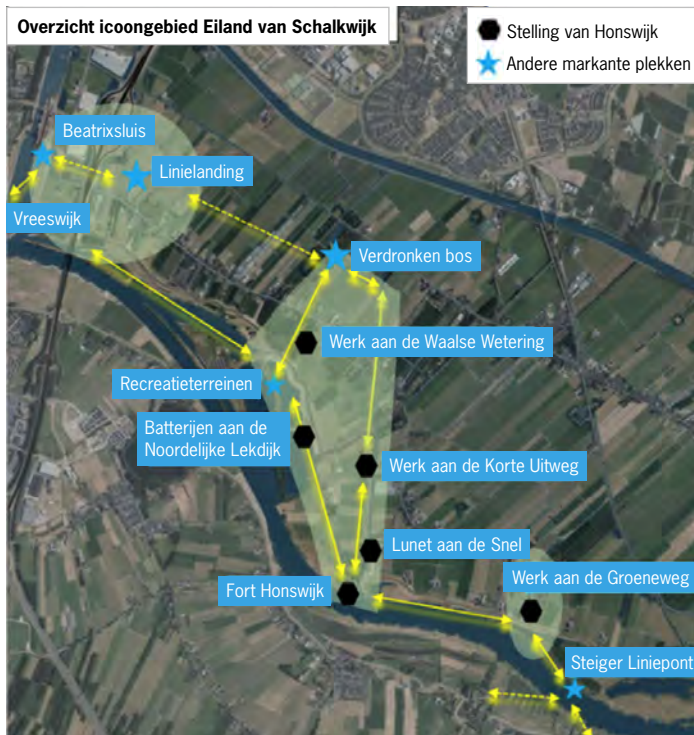 Overzicht icoongebied Eiland van Schalkwijk
Stelling van Honswijk
Andere markante plekken
Beatrixsluis
Linielanding
Vreeswijk
Verdronken bos
Werk aan de Waalse Wetering
Recreatieterreinen
Batterijen aan de
Noordelijke Lekdijk
Werk aan de Korte Uitweg
Lunet aan de Snel
Werk aan de Groeneweg
Fort Honswijk
Steiger Liniepont